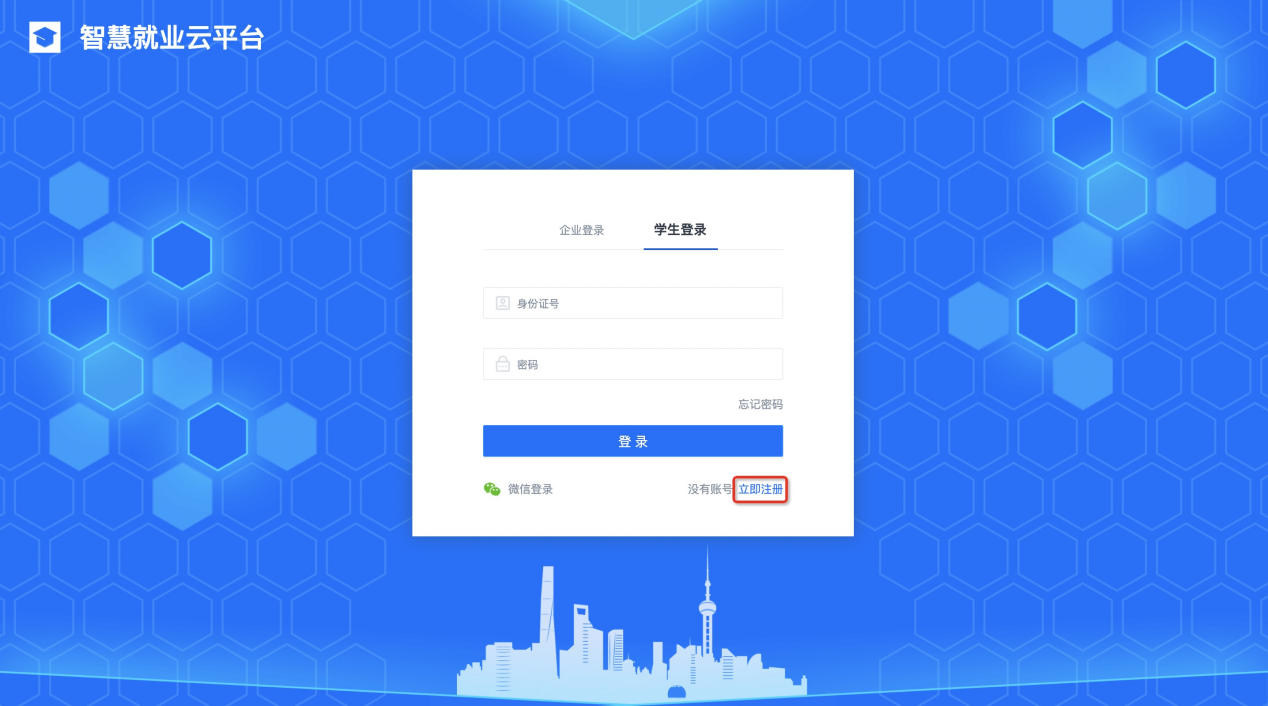 智慧就业云平台
企业登录 学生登录
身份证号
密码
忘记密码
登 录
微信登录 没有账号 立即注册